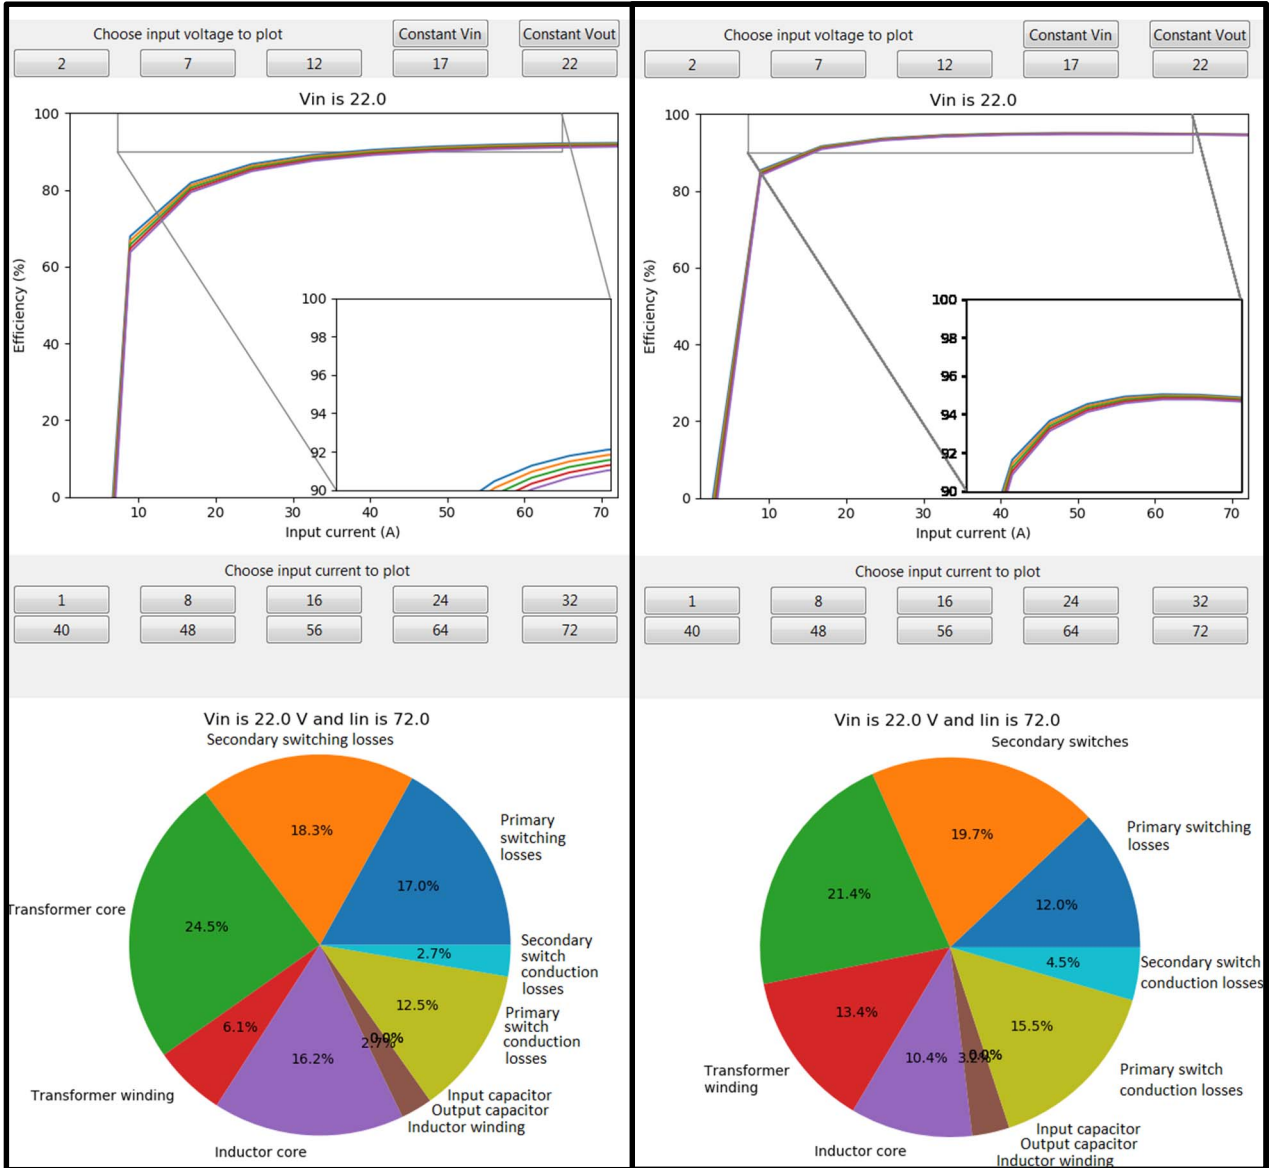 Choose input voltage to plot
Constant Vin
Constant Vout
2
7
12
17
22
Vin is 22.0
100
80
60
40
20
0
Efficiency (%)
100
98
96
94
92
90
10
20
30
40
50
60
70
Input current (A)
Choose input current to plot
1
8
16
24
32
40
48
56
64
72
Vin is 22.0 V and Iin is 72.0
Secondary switching losses
Primary
switching
losses
18.3%
17.0%
Transformer core
24.5%
Secondary
switch
conduction
losses
2.7%
12.5%
Primary
switch
conduction
losses
6.1%
16.2%
2.7%
0.0%
Transformer winding
Input capacitor
Output capacitor
Inductor winding
Inductor core
Choose input voltage to plot
Constant Vin
Constant Vout
2
7
12
17
22
Vin is 22.0
100
80
60
40
20
0
Efficiency (%)
100
98
96
94
92
90
10
20
30
40
50
60
70
Input current (A)
Choose input current to plot
1
8
16
24
32
40
48
56
64
72
Vin is 22.0 V and Iin is 72.0
Secondary switches
Primary switching
losses
19.7%
21.4%
12.0%
Secondary switch
conduction losses
4.5%
13.4%
15.5%
10.4%
3.2%
0.0%
Transformer
winding
Primary switch
conduction losses
Input capacitor
Output capacitor
Inductor winding
Inductor core